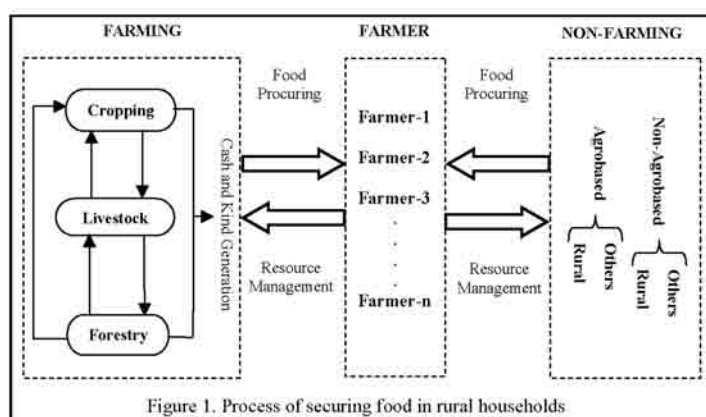 FARMING
FARMER
NON-FARMING
Cropping
Livestock
Forestry
Cash and Kind Generation
Food
Procuring
Resource
Management
Farmer-1
Farmer-2
Farmer-3
.
.
.
.
Farmer-n
Food
Procuring
Resource
Management
Agrobased
Rural
Others
Non-Agrobased
Rural
Others
Figure 1. Process of securing food in rural households